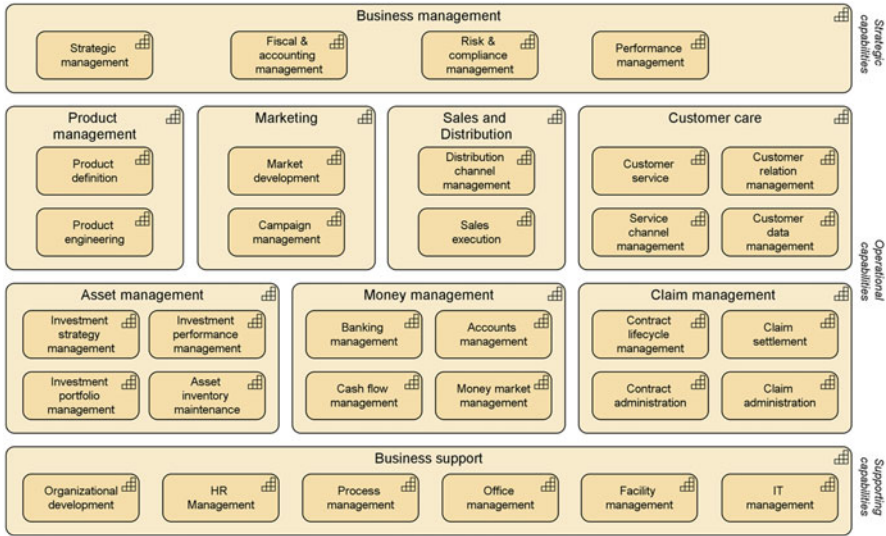 Business management
Strategic
management
Fiscal &
accounting
management
Risk &
compliance
management
Performance
management
Strategic
capabilities
Product
management
Product
definition
Product
engineering
Marketing
Market
development
Campaign
management
Sales and
Distribution
Distribution
channel
management
Sales
execution
Customer care
Customer
service
Customer
relation
management
Service
channel
management
Customer
data
management
Operational
capabilities
Asset management
Investment
strategy
management
Investment
performance
management
Investment
portfolio
management
Asset
inventory
maintenance
Money management
Banking
management
Accounts
management
Cash flow
management
Money market
management
Claim management
Contract
lifecycle
management
Claim
settlement
Contract
administration
Claim
administration
Business support
Organizational
development
HR
Management
Process
management
Office
management
Facility
management
IT
management
Supporting
capabilities